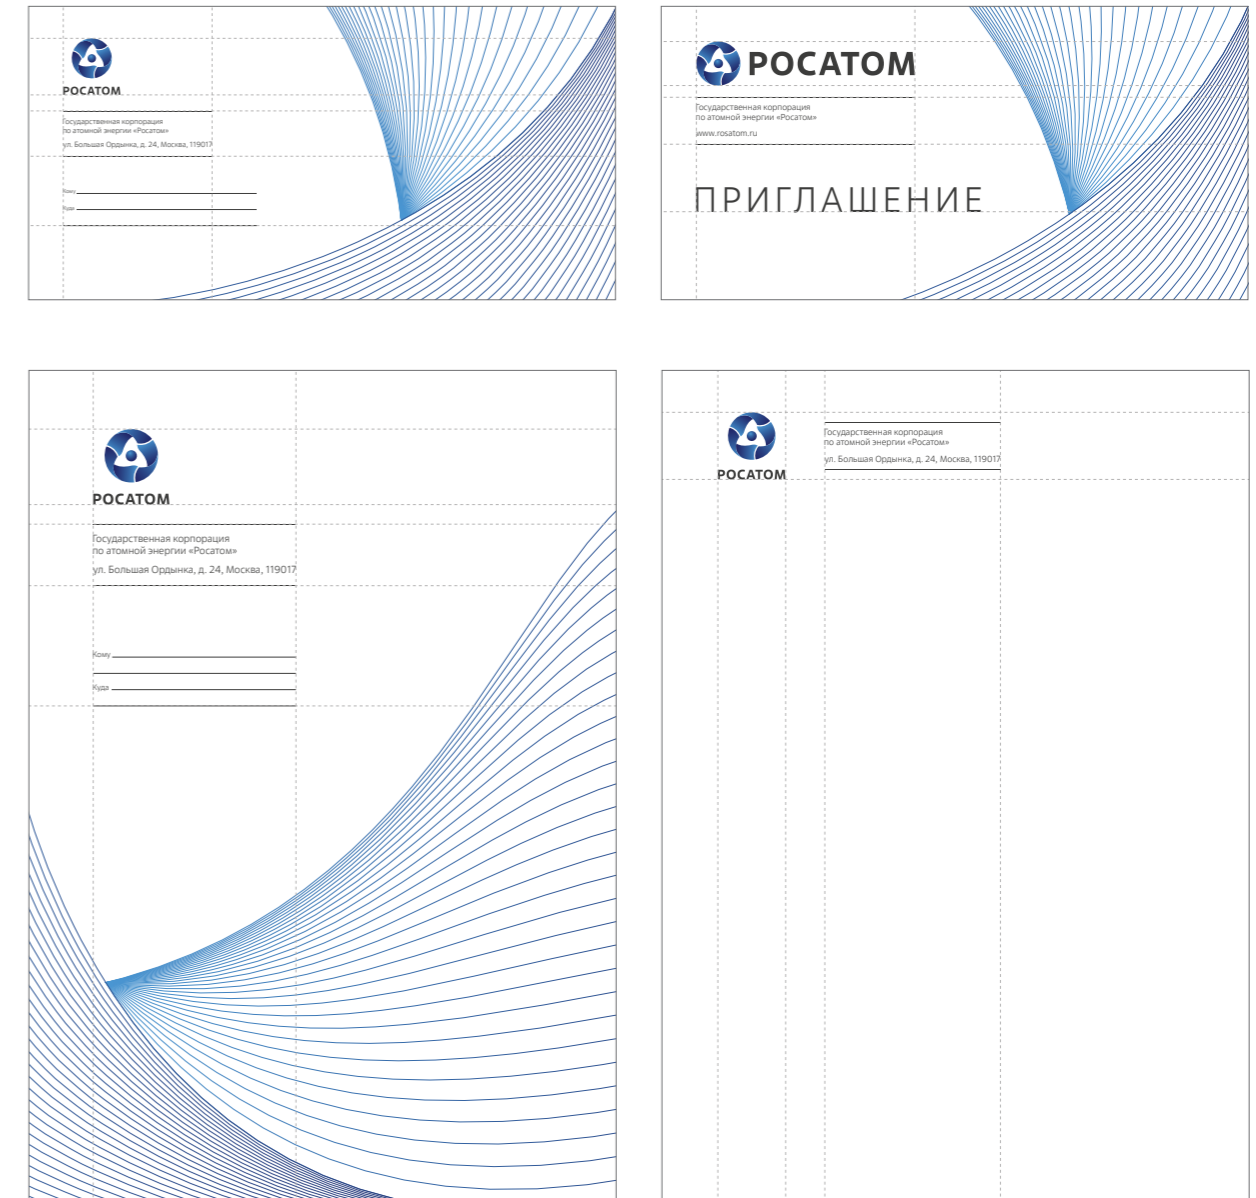 РОСАТОМ
Государственная корпорация
по атомной энергии «Росатом»
ул. Большая Ордынка, д. 24, Москва, 119017
Кому
Куда
РОСАТОМ
Государственная корпорация
по атомной энергии «Росатом»
www.rosatom.ru
ПРИГЛАШЕНИЕ
РОСАТОМ
Государственная корпорация
по атомной энергии «Росатом»
ул. Большая Ордынка, д. 24, Москва, 119017
Кому
Куда
РОСАТОМ
Государственная корпорация
по атомной энергии «Росатом»
ул. Большая Ордынка, д. 24, Москва, 119017